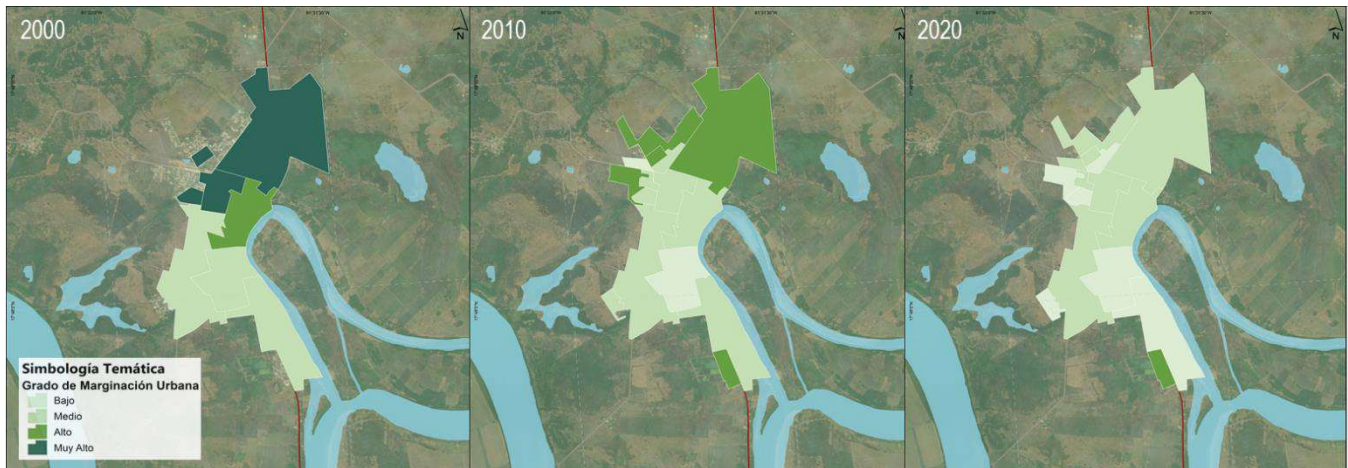 2000
N
Simbología Temática
Grado de Marginación Urbana
Bajo
Medio
Alto
Muy Alto
2010
N
2020
N